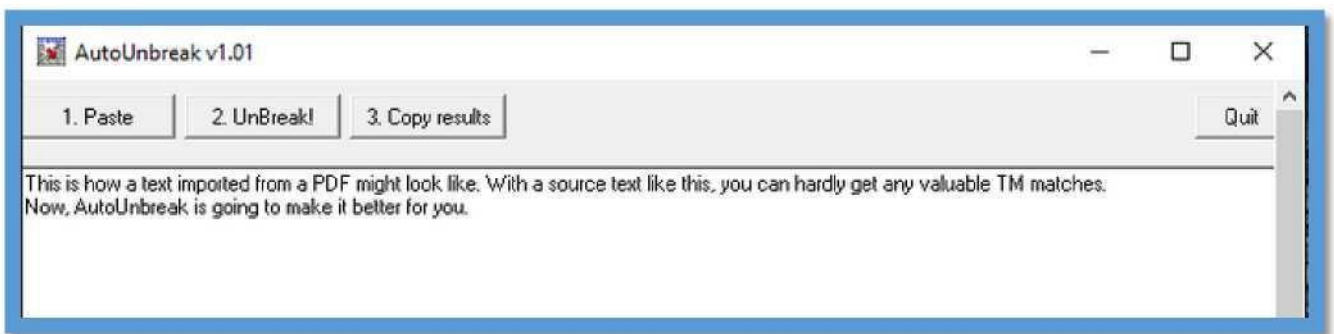 AutoUnbreak v1.01
1. Paste 2. UnBreak! 3. Copy results Quit
This is how a text imported from a PDF might look like. With a source text like this, you can hardly get any valuable TM matches.
Now, AutoUnbreak is going to make it better for you.